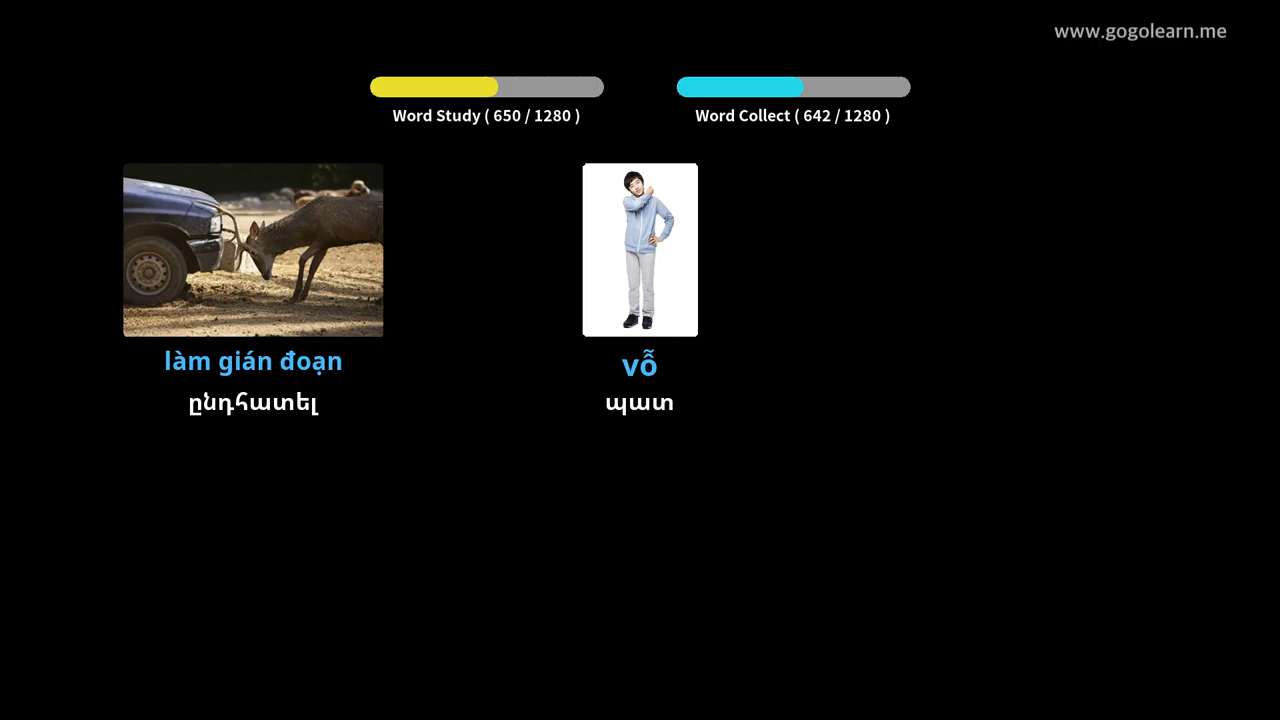 www.gogolearn.me
Word Study ( 650 / 1280 )
Word Collect ( 642 / 1280 )
làm gián đoạn
ընդհատել
vỗ
պատ